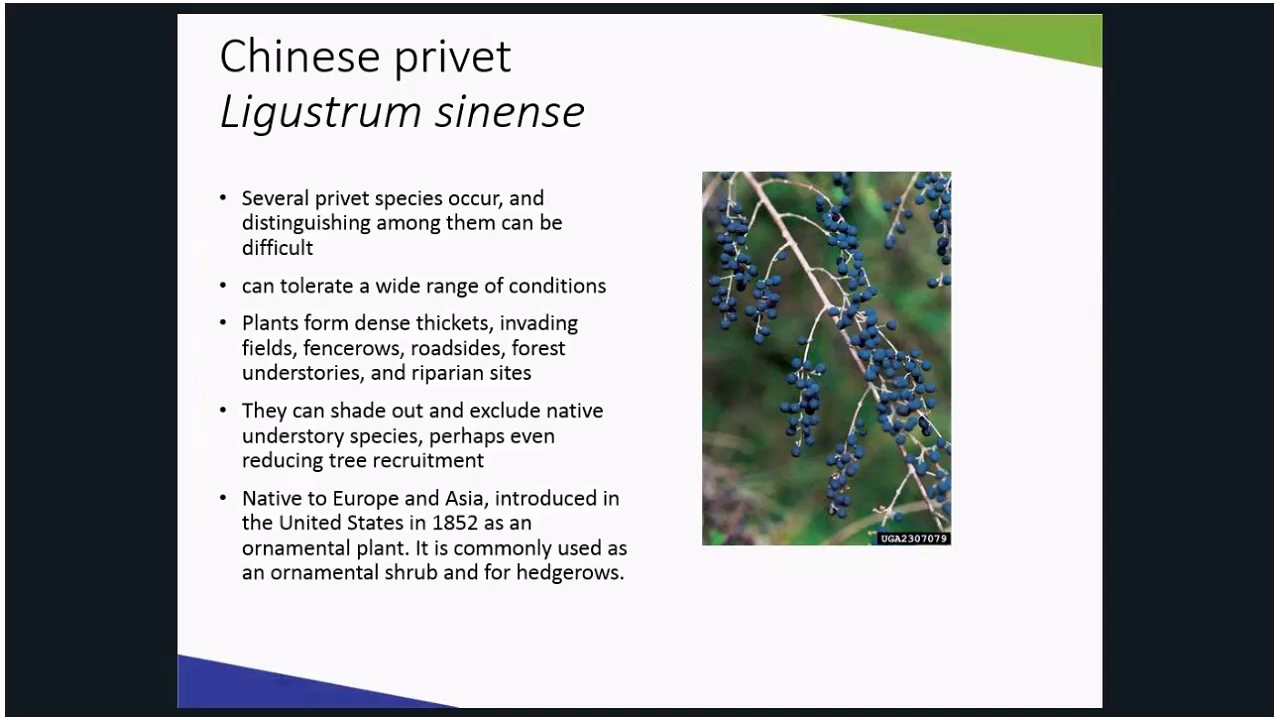 Chinese privet
Ligustrum sinense
• Several privet species occur, and
distinguishing among them can be
difficult
• can tolerate a wide range of conditions
• Plants form dense thickets, invading
fields, fencerows, roadsides, forest
understories, and riparian sites
• They can shade out and exclude native
understory species, perhaps even
reducing tree recruitment
• Native to Europe and Asia, introduced in
the United States in 1852 as an
ornamental plant. It is commonly used as
an ornamental shrub and for hedgerows.
UGA2307079